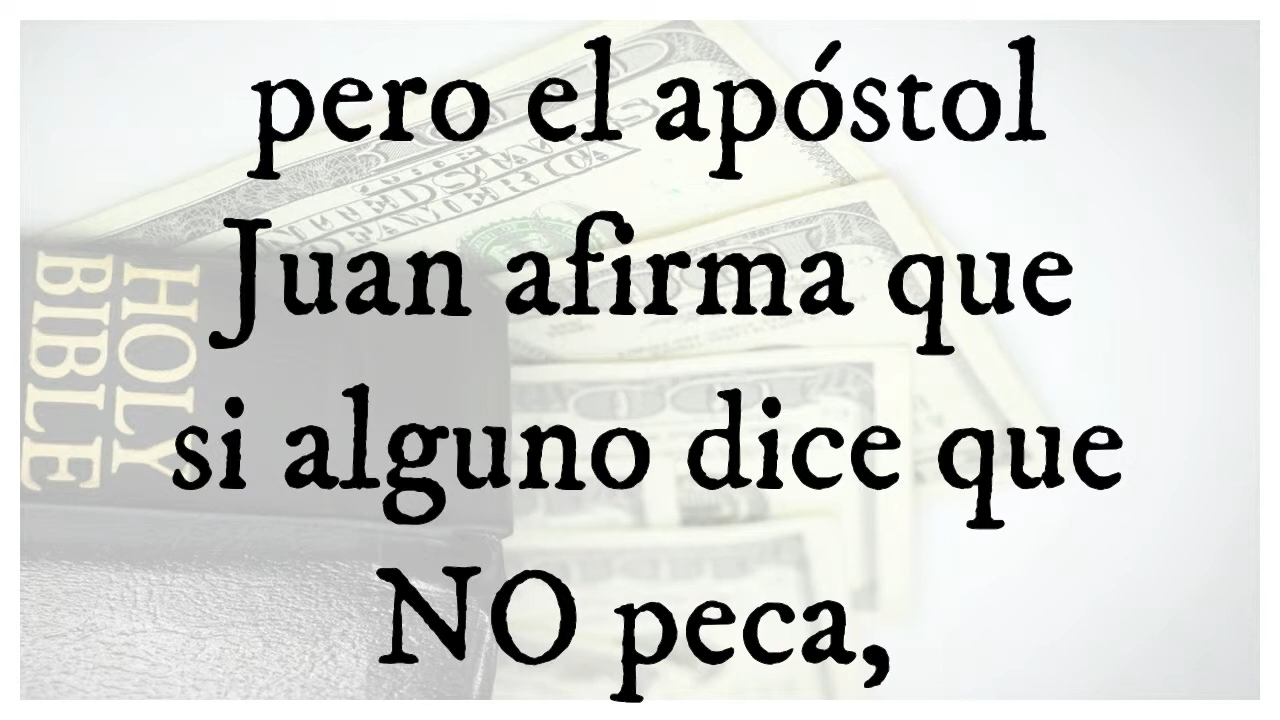 pero el apóstol
Juan afirma que
si alguno dice que
NO peca,
HOLY
BIBLE